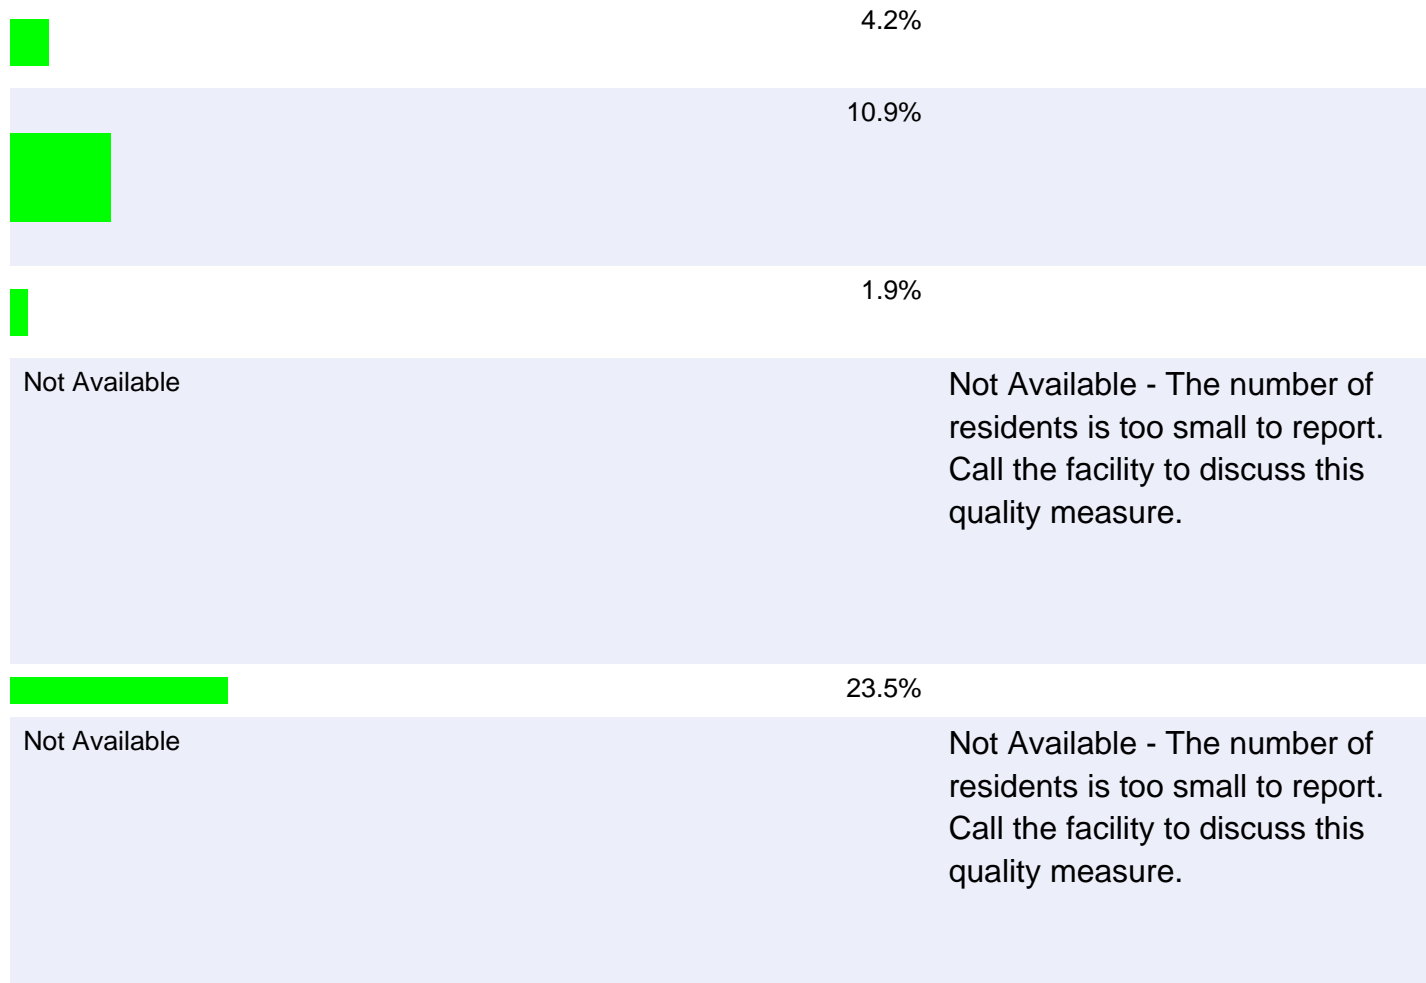 4.2%
10.9%
1.9%
Not Available
Not Available - The number of
residents is too small to report.
Call the facility to discuss this
quality measure.
23.5%
Not Available
Not Available - The number of
residents is too small to report.
Call the facility to discuss this
quality measure.